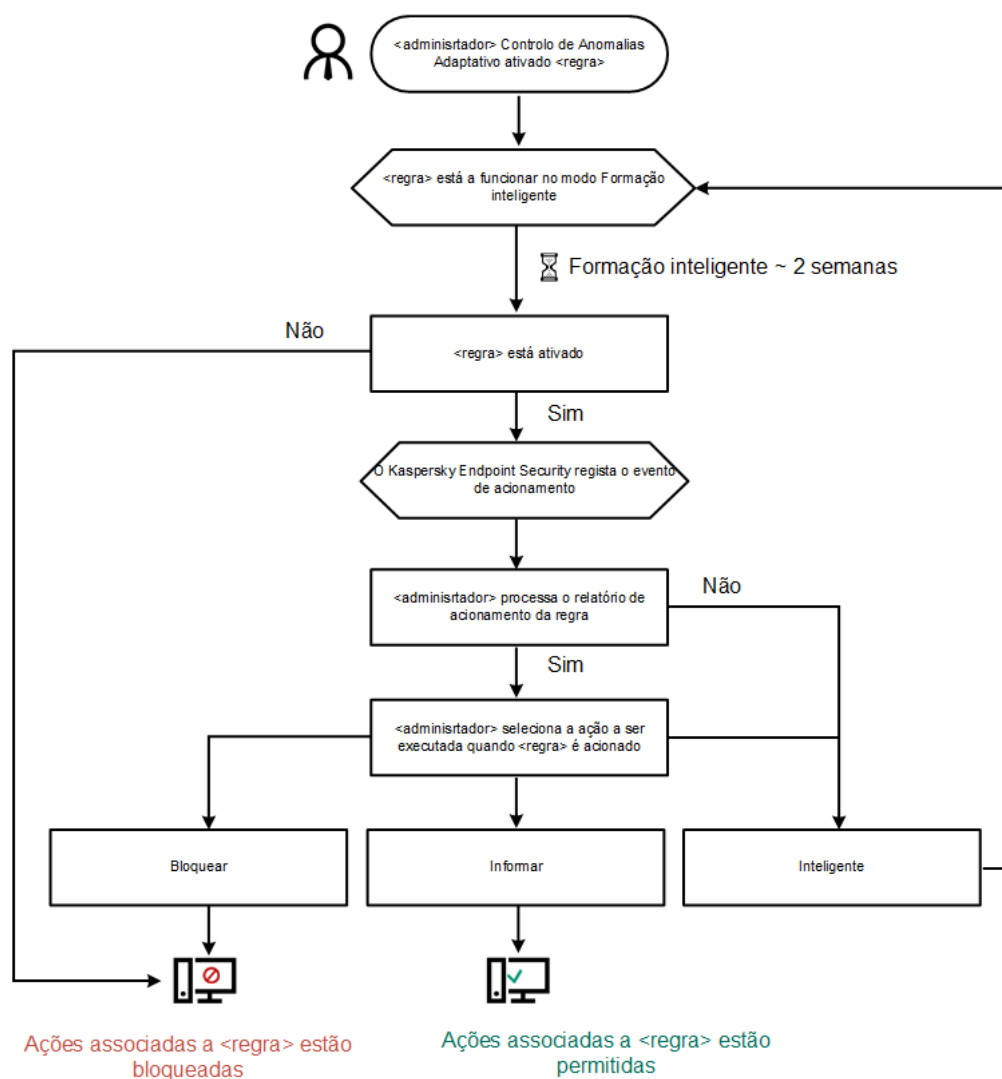 <adminisrtador> Controlo de Anomalias
Adaptativo ativado <regra>
<regra> está a funcionar no modo Formação
inteligente
Formação inteligente ~ 2 semanas
Não
<regra> está ativado
Sim
O Kaspersky Endpoint Security regista o evento
de acionamento
<adminisrtador> processa o relatório de
acionamento da regra
Não
Sim
<adminisrtador> seleciona a ação a ser
executada quando <regra> é acionado
Bloquear
Informar
Inteligente
Ações associadas a <regra> estão
bloqueadas
Ações associadas a <regra> estão
permitidas